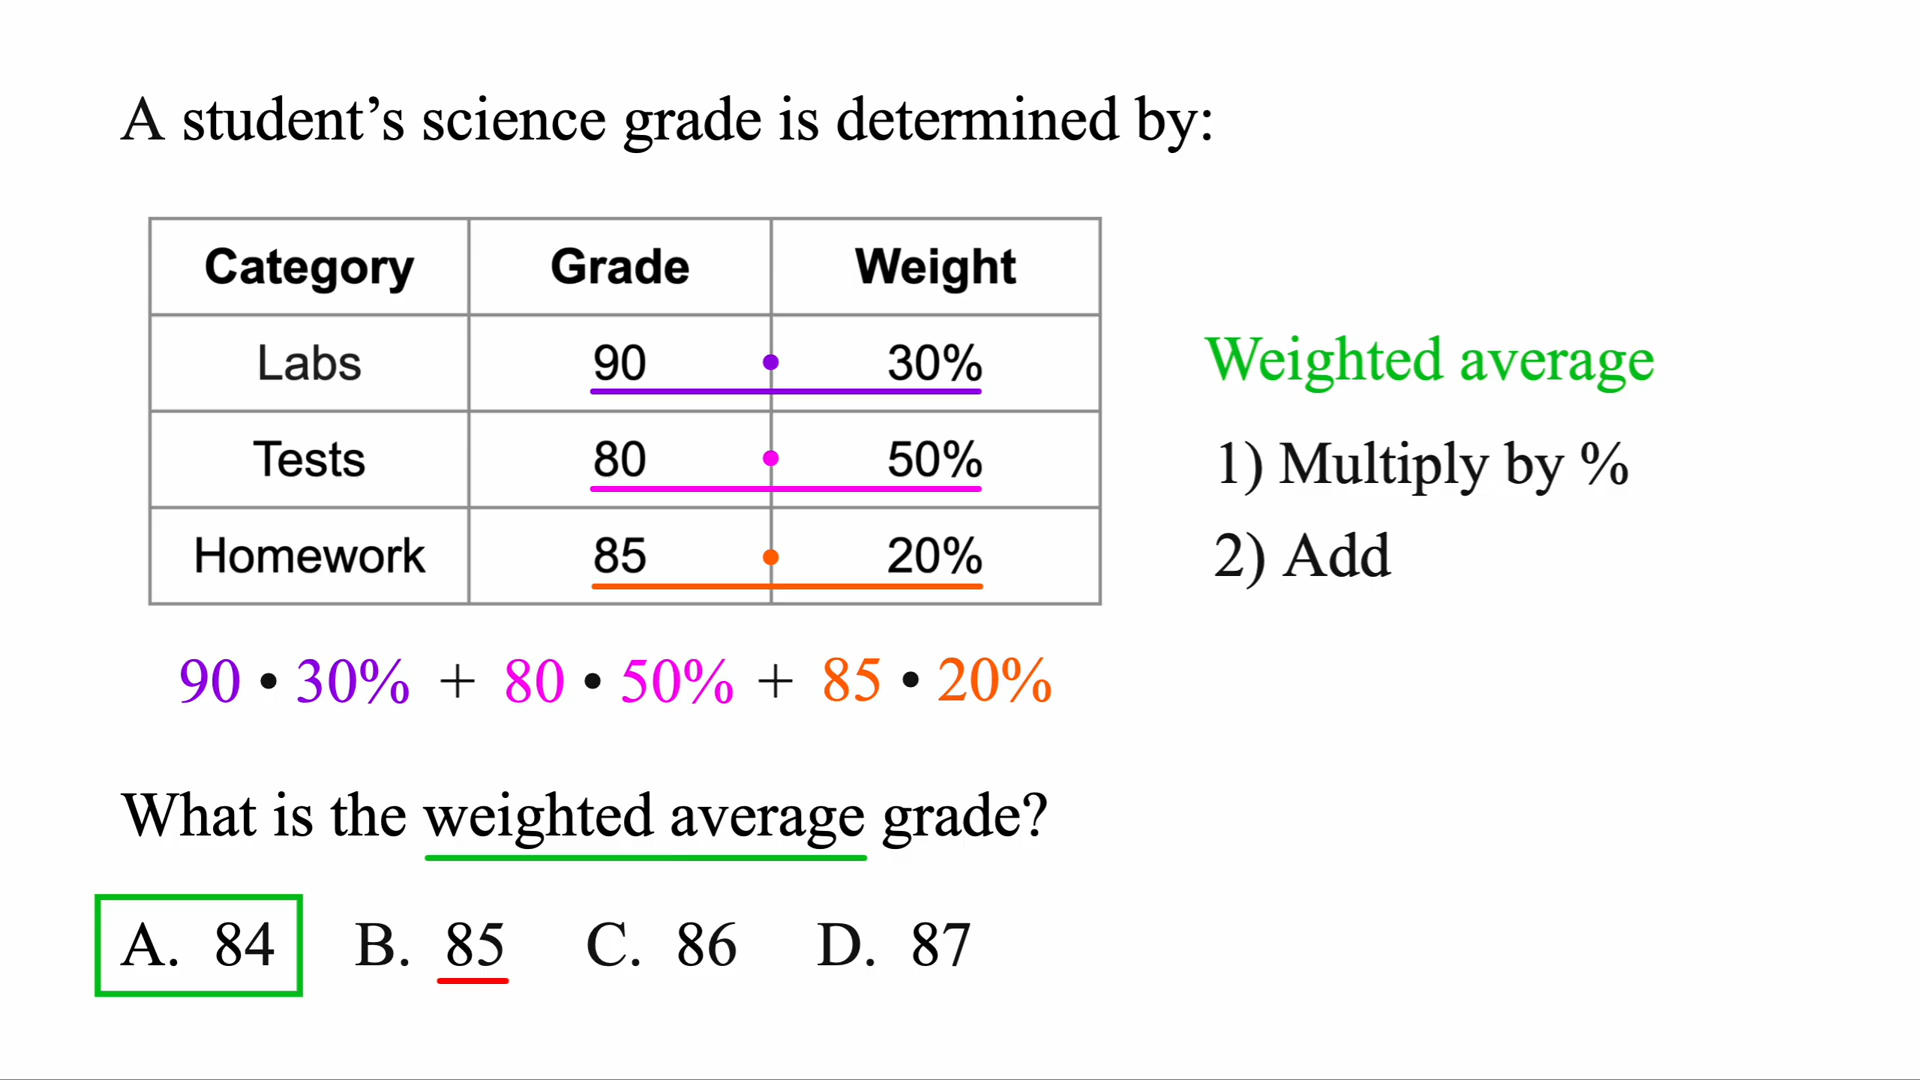 A student’s science grade is determined by:
Category Grade Weight
Labs 90 • 30%
Weighted average
Tests 80 • 50%
1) Multiply by %
Homework 85 • 20%
2) Add
90 • 30% + 80 • 50% + 85 • 20%
What is the weighted average grade?
A. 84 B. 85 C. 86 D. 87